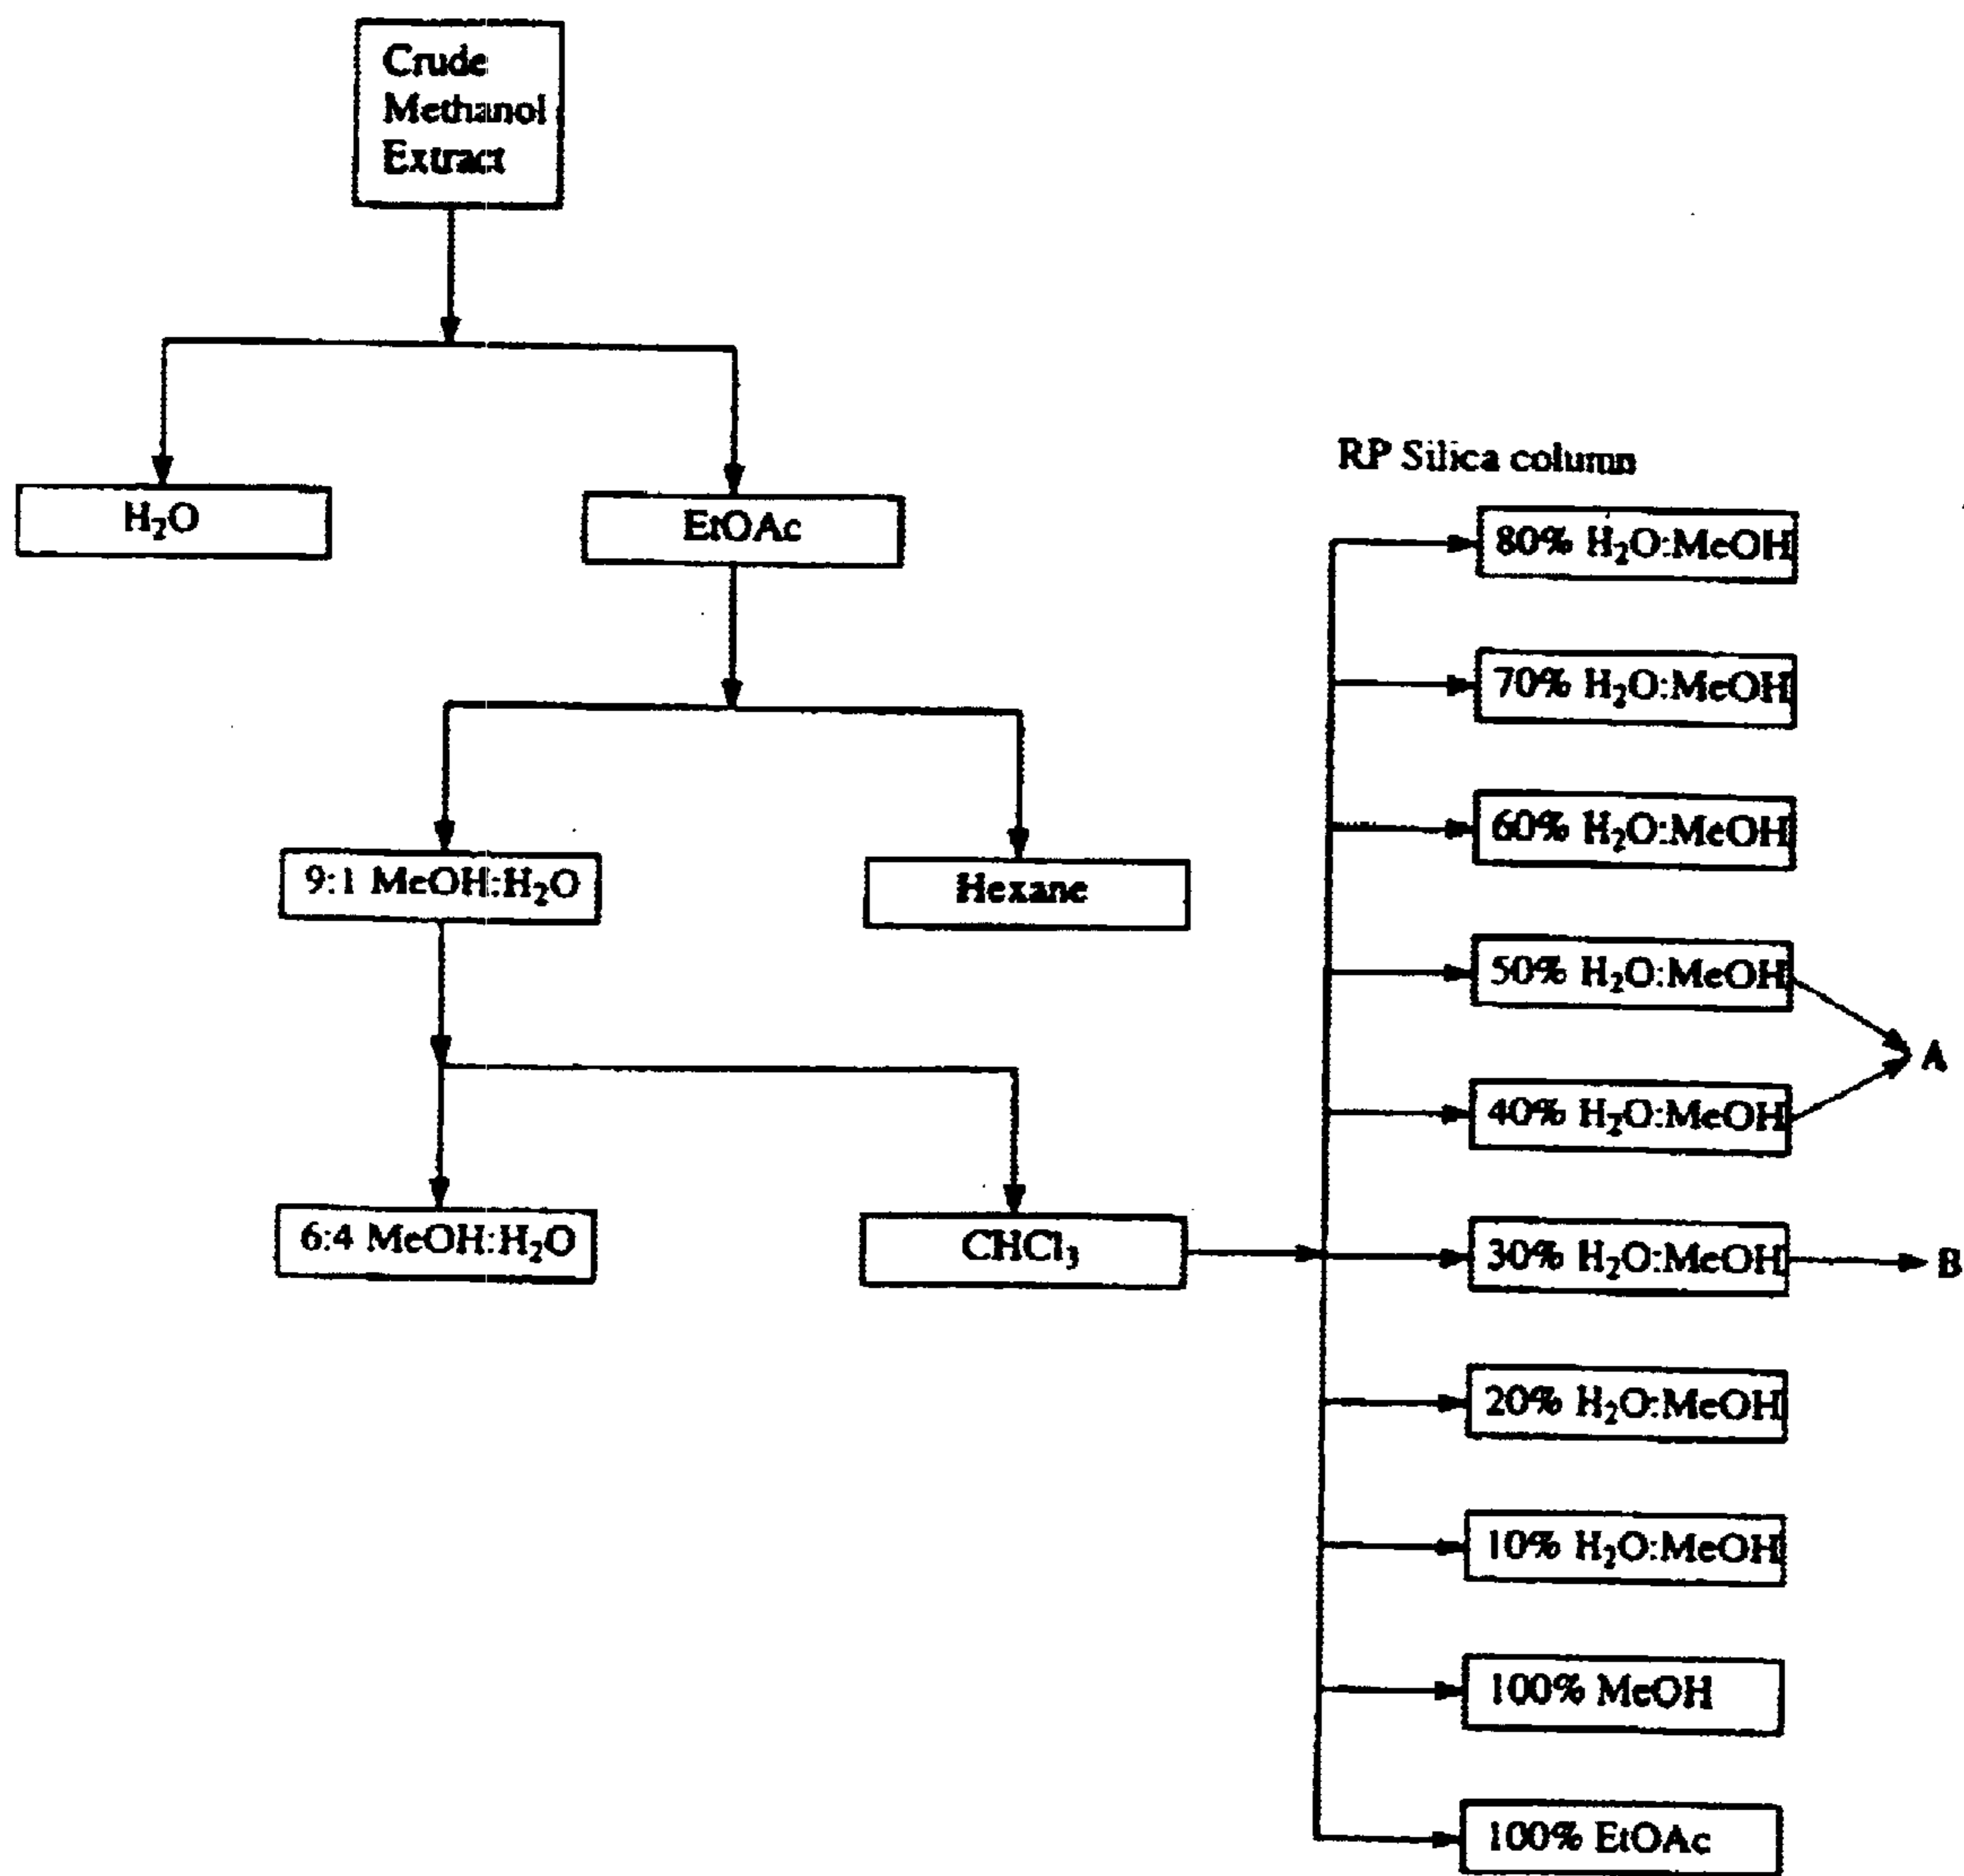 Crude
Methanol
Extract
H₂O
EtOAc
9:1 MeOH:H₂O
Hexane
6:4 MeOH:H₂O
CHCl₃
RP Silica column
80% H₂O:MeOH
70% H₂O:MeOH
60% H₂O:MeOH
50% H₂O:MeOH
A
40% H₂O:MeOH
30% H₂O:MeOH
B
20% H₂O:MeOH
10% H₂O:MeOH
100% MeOH
100% EtOAc